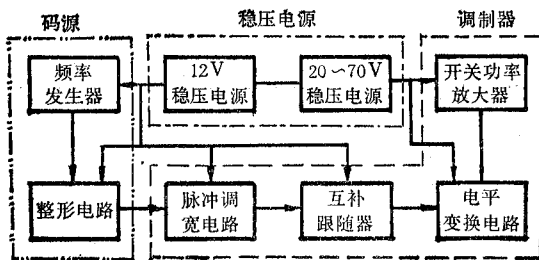 码源
稳压电源
调制器
频率
发生器
12V
稳压电源
20～70V
稳压电源
开关功率
放大器
整形电路
脉冲调
宽电路
互补
跟随器
电平
变换电路